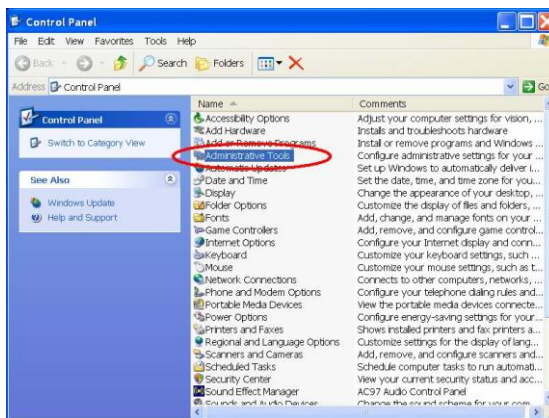 Control Panel
File Edit View Favorites Tools Help
Back Search Folders
Address Control Panel Go
Control Panel
Switch to Category View
See Also
Windows Update
Help and Support
Name Comments
Accessibility Options Adjust your computer settings for vision, ...
Add Hardware Installs and troubleshoots hardware
Add or Remove Programs Install or remove programs and Windows ...
Administrative Tools Configure administrative settings for your ...
Automatic Updates Set up Windows to automatically deliver i...
Date and Time Set the date, time, and time zone for you...
Display Change the appearance of your desktop, ...
Folder Options Customize the display of files and folders, ...
Fonts Add, change, and manage fonts on your ...
Game Controllers Add, remove, and configure game control...
Internet Options Configure your Internet display and conn...
Keyboard Customize your keyboard settings, such ...
Mouse Customize your mouse settings, such as t...
Network Connections Connects to other computers, networks, ...
Phone and Modem Options Configure your telephone dialing rules and...
Portable Media Devices View the portable media devices connecte...
Power Options Configure energy-saving settings for your...
Printers and Faxes Shows installed printers and fax printers a...
Regional and Language Options Customize settings for the display of lang...
Scanners and Cameras Add, remove, and configure scanners and...
Scheduled Tasks Schedule computer tasks to run automati...
Security Center View your current security status and acc...
Sound Effect Manager AC97 Audio Control Panel
Sounds and Audio Devices Change the sound scheme for your com...